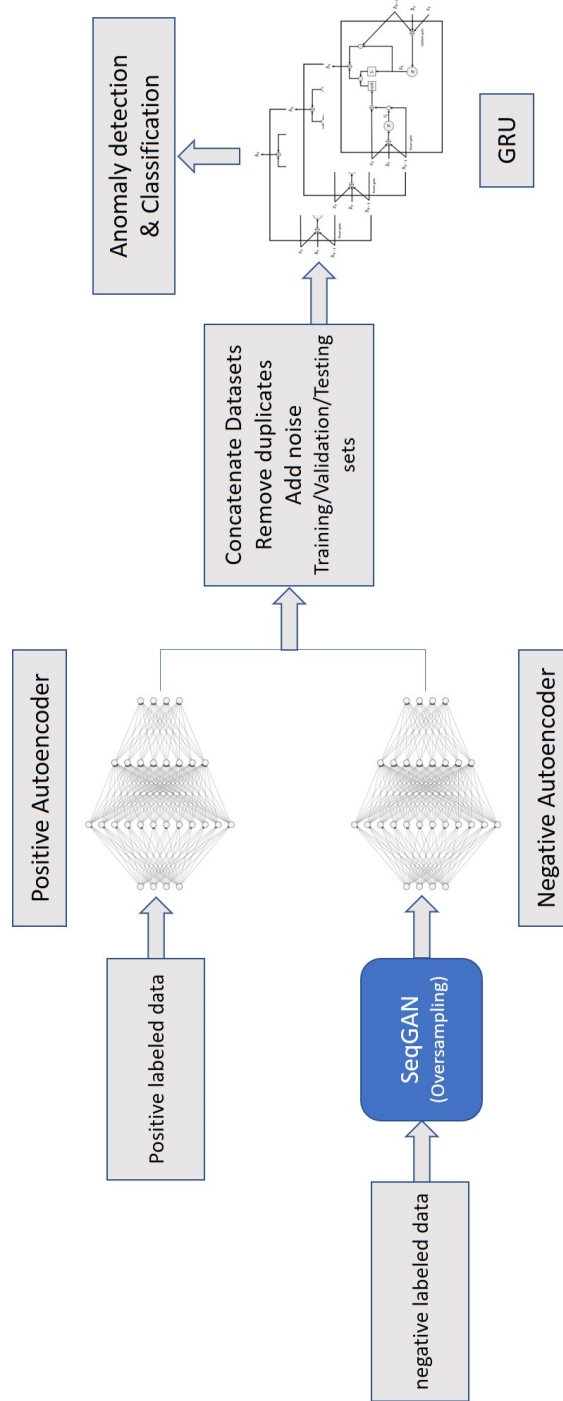 Positive labeled data
Positive Autoencoder
negative labeled data
SeqGAN
(Oversampling)
Negative Autoencoder
Concatenate Datasets
Remove duplicates
Add noise
Training/Validation/Testing
sets
Anomaly detection
& Classification
GRU